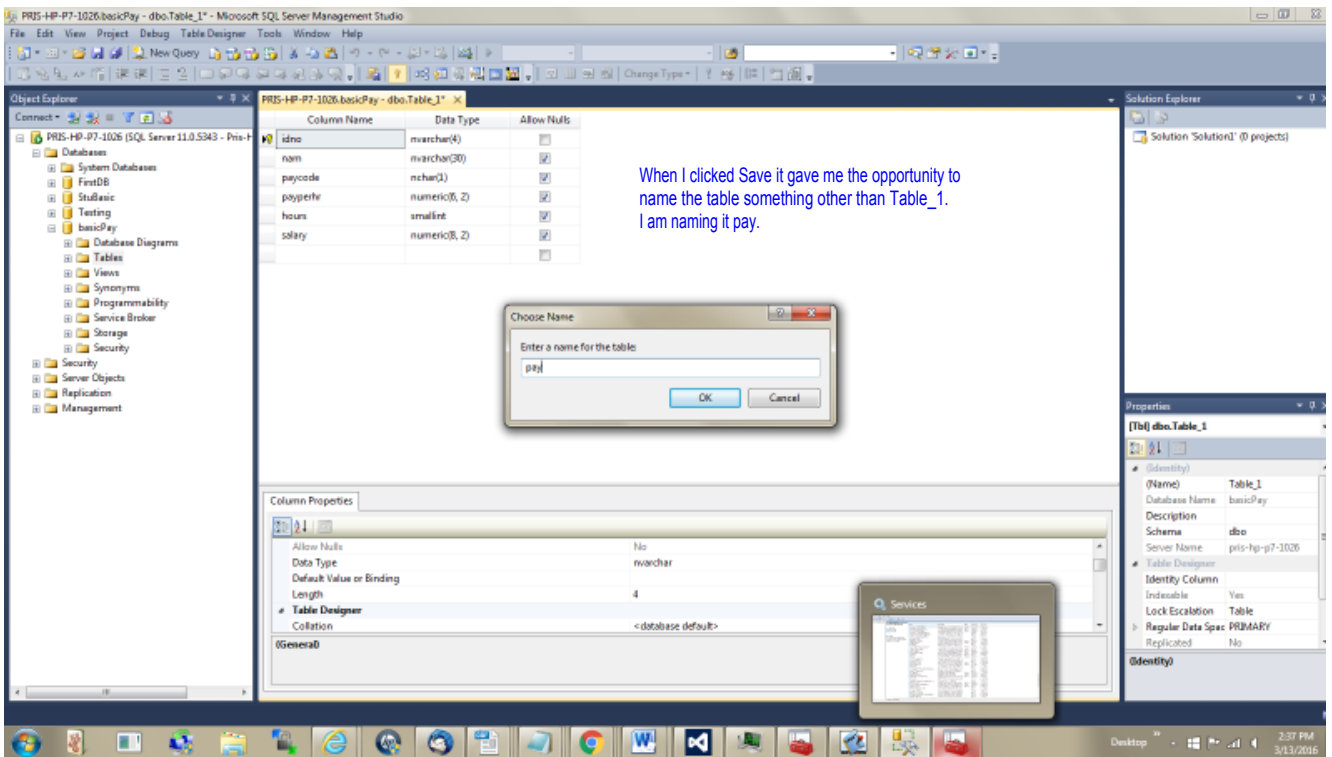 PRIS-HP-P7-1026.basicPay - dbo.Table_1* - Microsoft SQL Server Management Studio
File Edit View Project Debug Table Designer Tools Window Help
New Query
Change Type
Object Explorer
Connect
PRIS-HP-P7-1026 (SQL Server 11.0.5343 - Pris-H
Databases
System Databases
FirstDB
StuBasic
Testing
basicPay
Database Diagrams
Tables
Views
Synonyms
Programmability
Service Broker
Storage
Security
Security
Server Objects
Replication
Management
PRIS-HP-P7-1026.basicPay - dbo.Table_1*
Column Name Data Type Allow Nulls
idno nvarchar(4)
nam nvarchar(30)
paycode nchar(1)
payperhr numeric(6, 2)
hours smallint
salary numeric(8, 2)
When I clicked Save it gave me the opportunity to
name the table something other than Table_1.
I am naming it pay.
Choose Name
Enter a name for the table:
pay
OK Cancel
Column Properties
Allow Nulls No
Data Type nvarchar
Default Value or Binding
Length 4
Table Designer
Collation <database default>
(General)
Services
Solution Explorer
Solution 'Solution1' (0 projects)
Properties
[Tbl] dbo.Table_1
(Identity)
(Name) Table_1
Database Name basicPay
Description
Schema dbo
Server Name pris-hp-p7-1026
Table Designer
Identity Column
Indexable Yes
Lock Escalation Table
Regular Data Spac PRIMARY
Replicated No
(Identity)
Desktop
2:37 PM
3/13/2016